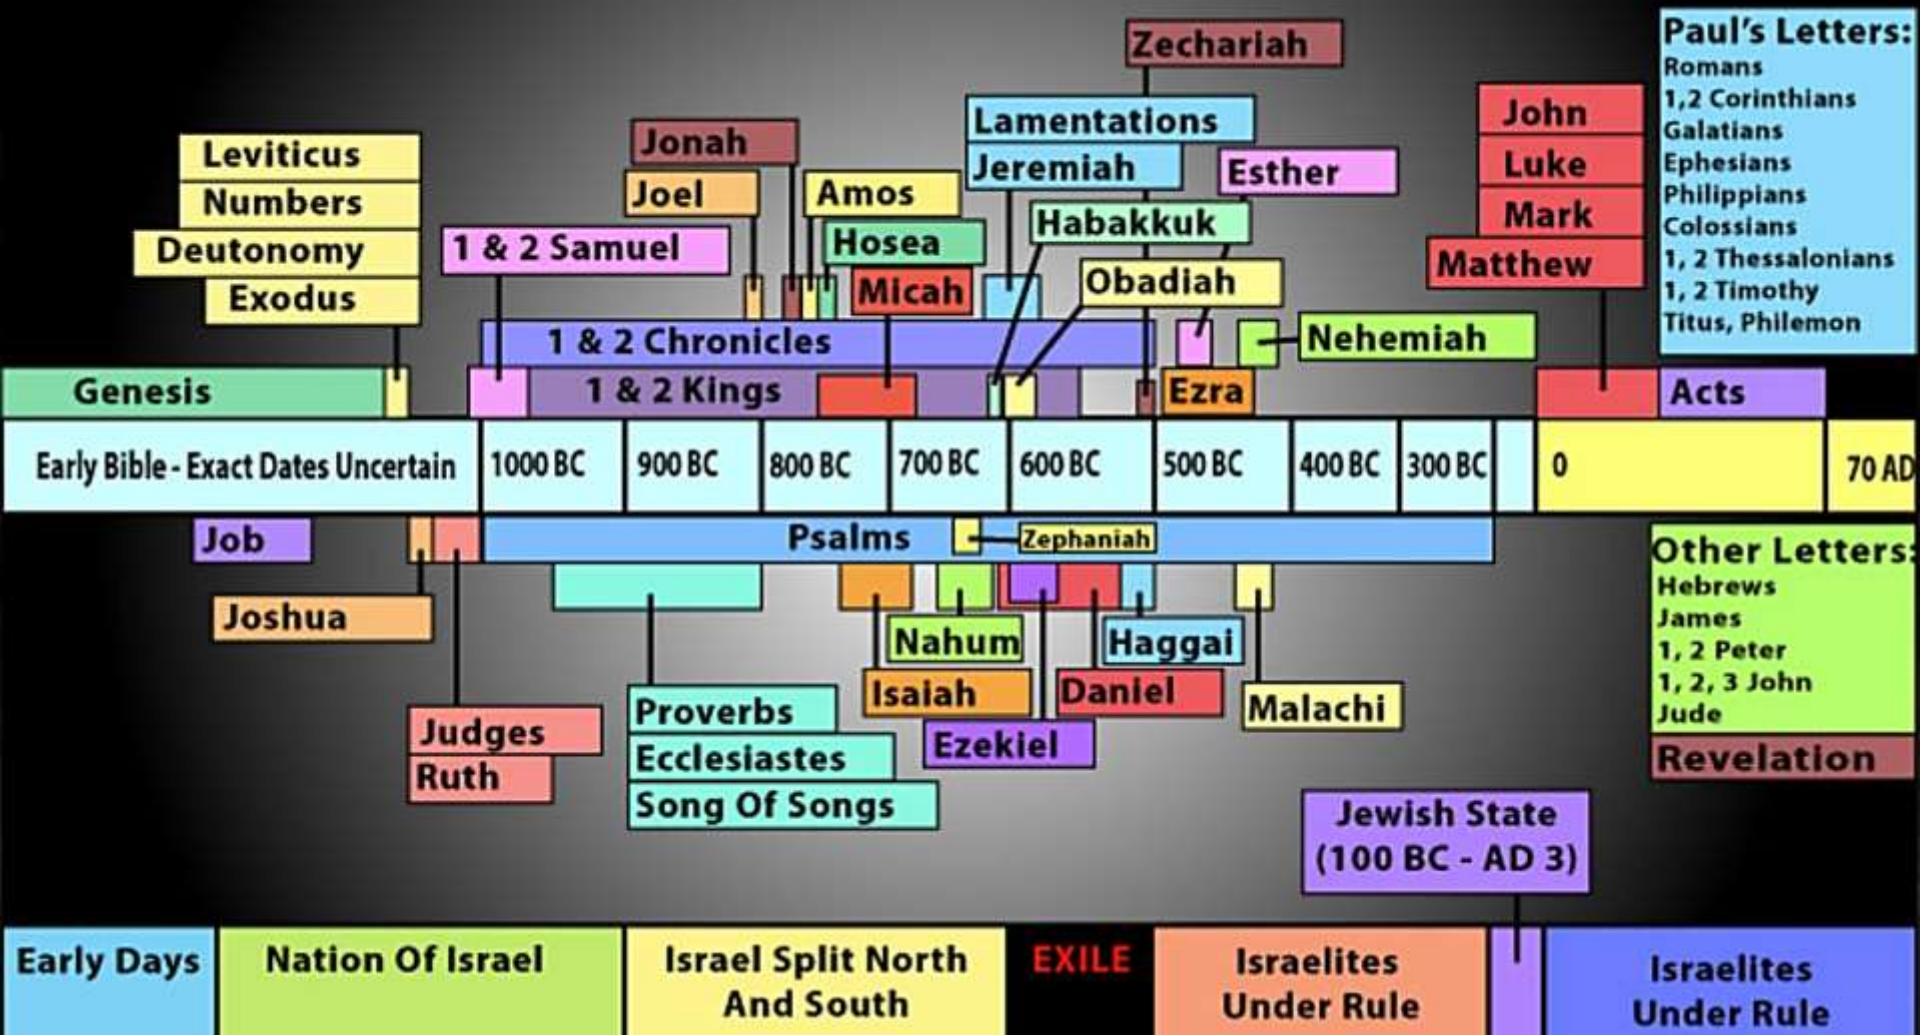 Zechariah
Paul's Letters:
Romans
1,2 Corinthians
Galatians
Ephesians
Philippians
Colossians
1, 2 Thessalonians
1, 2 Timothy
Titus, Philemon
John
Luke
Mark
Matthew
Lamentations
Jeremiah
Esther
Habakkuk
Obadiah
Nehemiah
Jonah
Joel
Amos
Hosea
Micah
Leviticus
Numbers
Deutonomy
Exodus
1 & 2 Samuel
1 & 2 Chronicles
Genesis
1 & 2 Kings
Ezra
Acts
Early Bible - Exact Dates Uncertain
1000 BC
900 BC
800 BC
700 BC
600 BC
500 BC
400 BC
300 BC
0
70 AD
Job
Psalms
Zephaniah
Joshua
Nahum
Haggai
Isaiah
Daniel
Malachi
Ezekiel
Judges
Ruth
Proverbs
Ecclesiastes
Song Of Songs
Other Letters:
Hebrews
James
1, 2 Peter
1, 2, 3 John
Jude
Revelation
Jewish State
(100 BC - AD 3)
Early Days
Nation Of Israel
Israel Split North
And South
EXILE
Israelites
Under Rule
Israelites
Under Rule